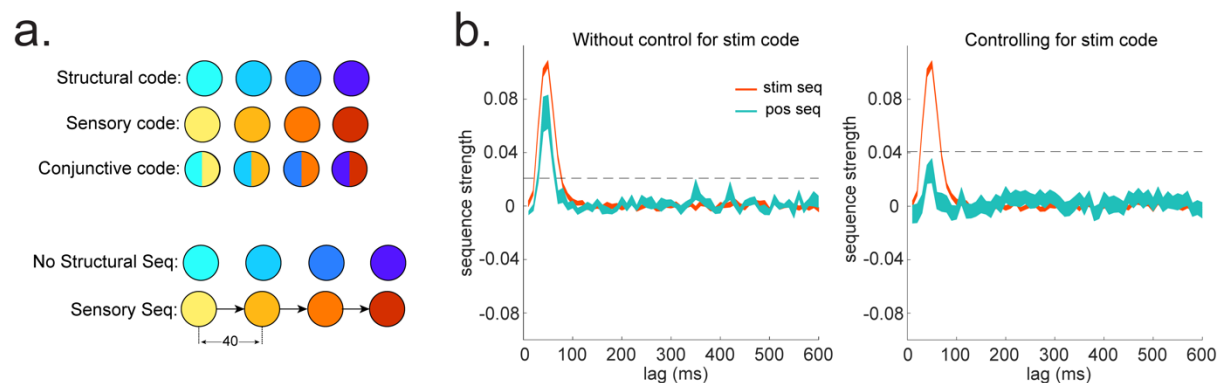 a.
Structural code:
Sensory code:
Conjunctive code:
No Structural Seq:
Sensory Seq:
40
b.
Without control for stim code
stim seq
pos seq
sequence strength
0.08
0.04
0
-0.04
-0.08
0 100 200 300 400 500 600
lag (ms)
Controlling for stim code
sequence strength
0.08
0.04
0
-0.04
-0.08
0 100 200 300 400 500 600
lag (ms)